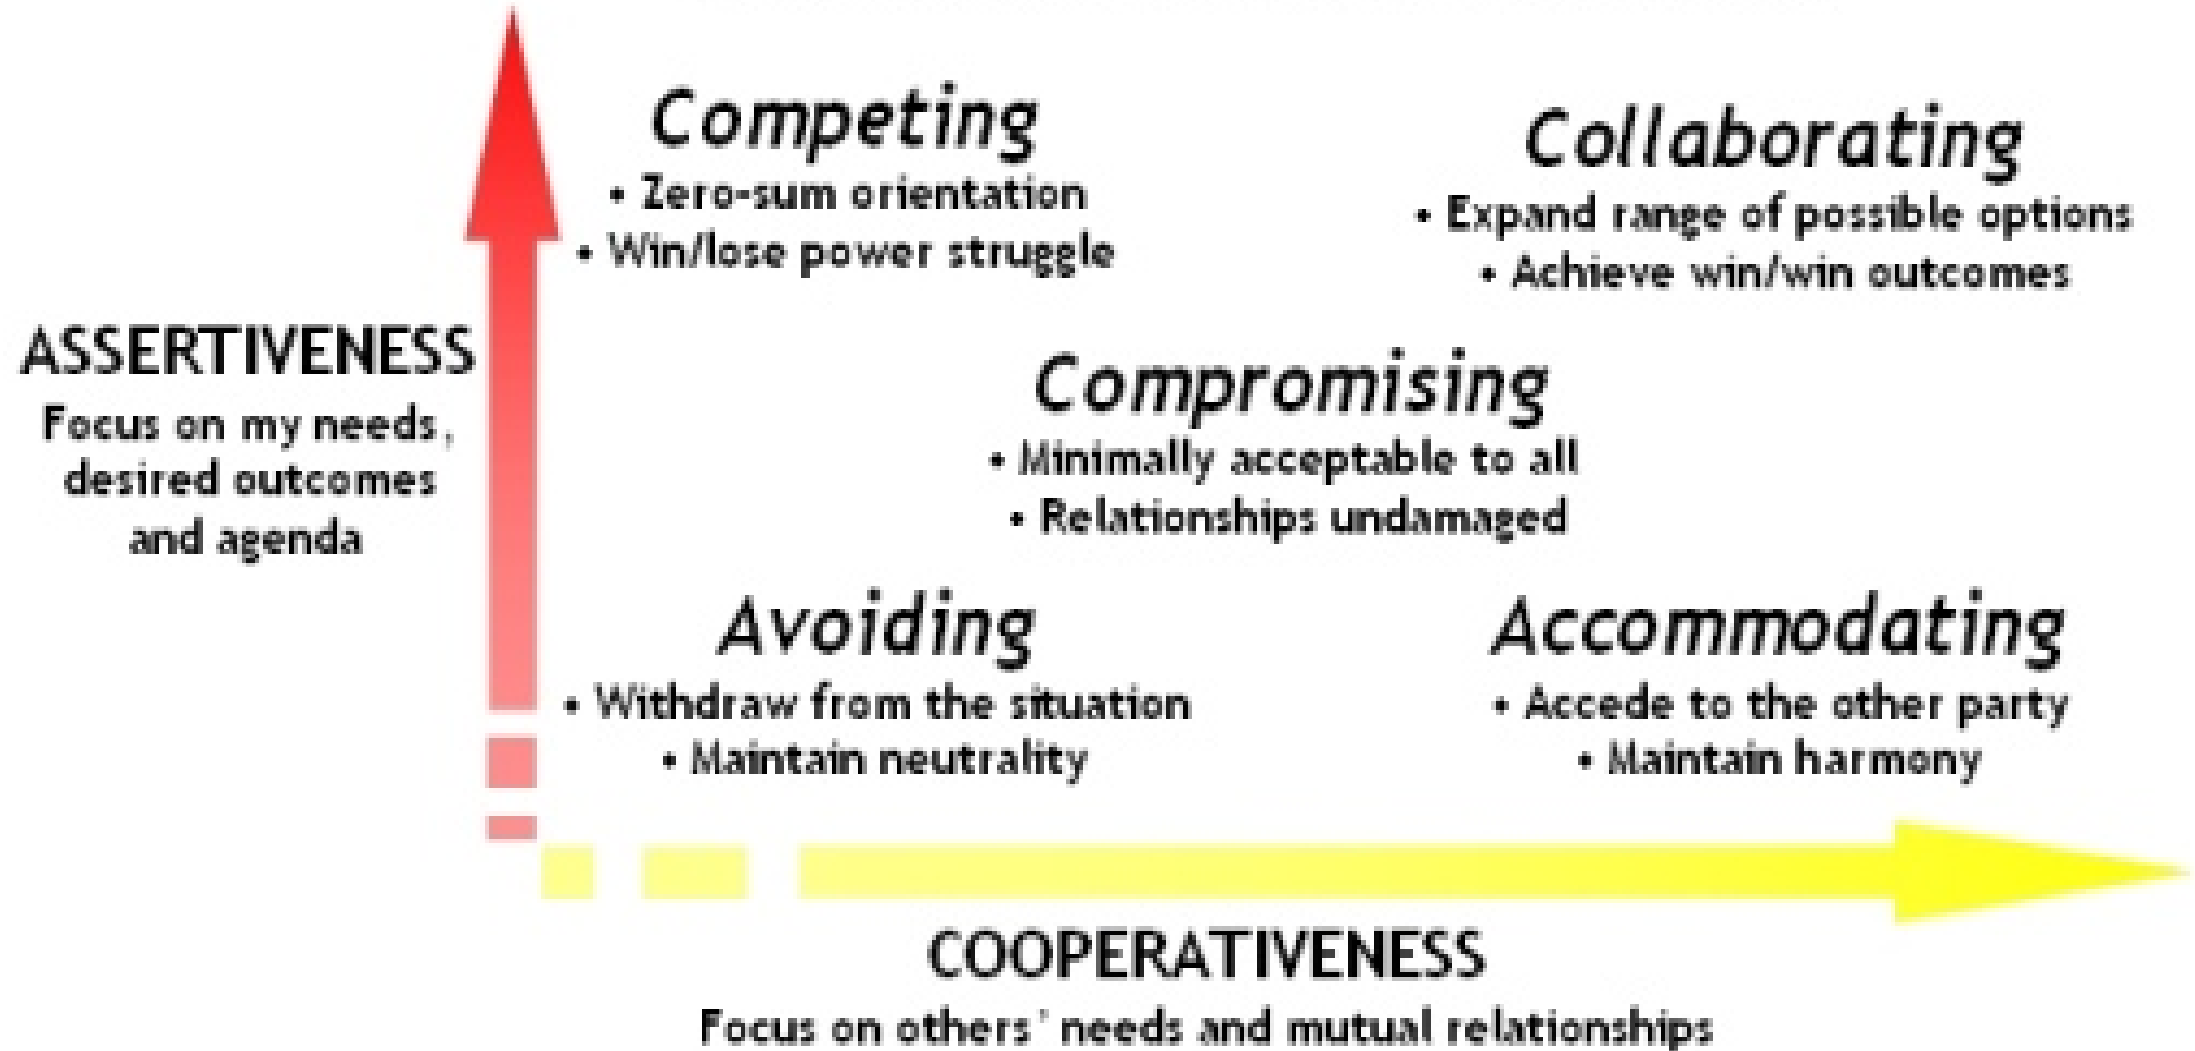 Competing
• Zero-sum orientation
• Win/lose power struggle
Collaborating
• Expand range of possible options
• Achieve win/win outcomes
ASSERTIVENESS
Focus on my needs,
desired outcomes
and agenda
Compromising
• Minimally acceptable to all
• Relationships undamaged
Avoiding
• Withdraw from the situation
• Maintain neutrality
Accommodating
• Accede to the other party
• Maintain harmony
COOPERATIVENESS
Focus on others' needs and mutual relationships